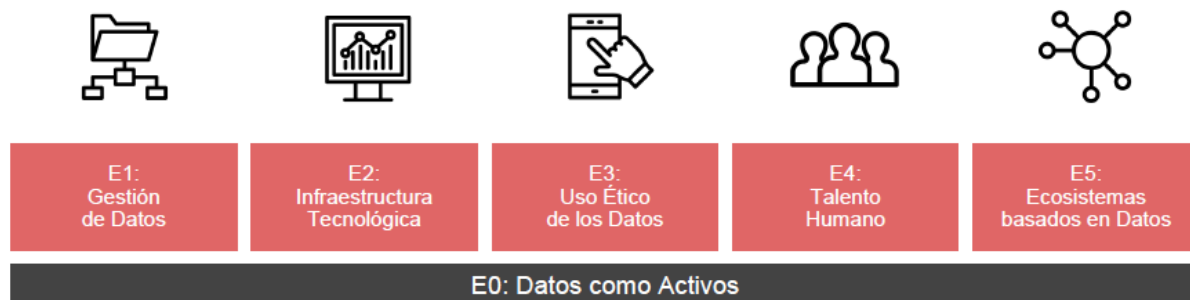 E1:
Gestión
de Datos
E2:
Infraestructura
Tecnológica
E3:
Uso Ético
de los Datos
E4:
Talento
Humano
E5:
Ecosistemas
basados en Datos
E0: Datos como Activos